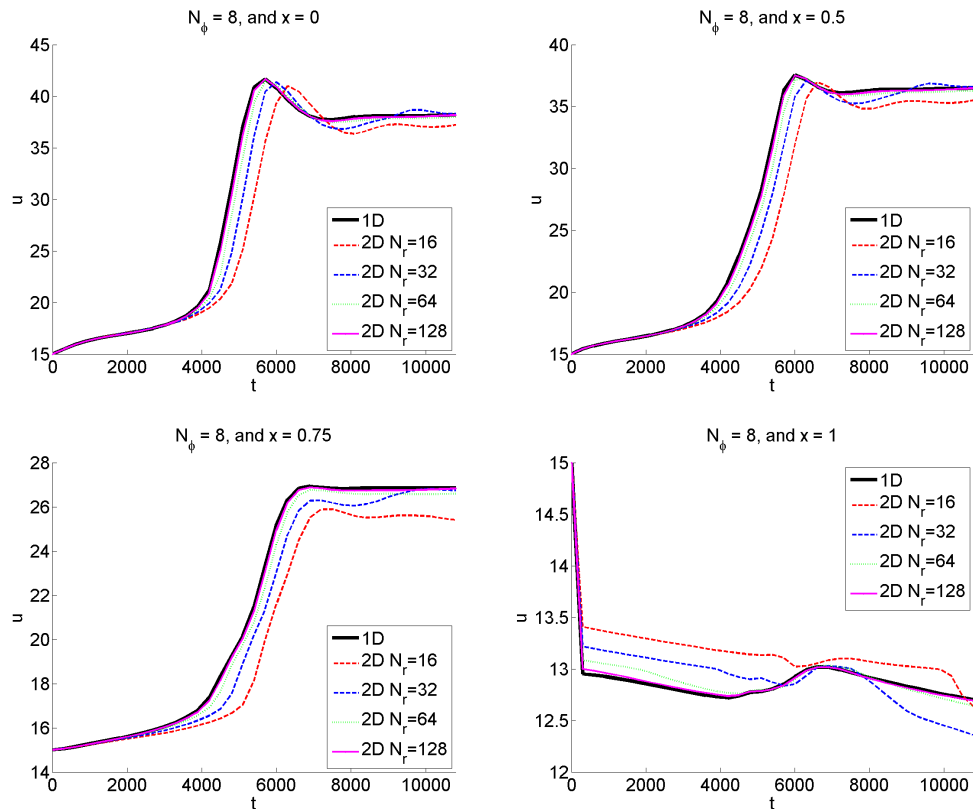 N_ϕ = 8, and x = 0
45
40
35
30
25
20
15
u
0 2000 4000 6000 8000 10000
t
1D
2D N_r=16
2D N_r=32
2D N_r=64
2D N_r=128
N_ϕ = 8, and x = 0.5
40
35
30
25
20
15
u
0 2000 4000 6000 8000 10000
t
1D
2D N_r=16
2D N_r=32
2D N_r=64
2D N_r=128
N_ϕ = 8, and x = 0.75
28
26
24
22
20
18
16
14
u
0 2000 4000 6000 8000 10000
t
1D
2D N_r=16
2D N_r=32
2D N_r=64
2D N_r=128
N_ϕ = 8, and x = 1
15
14.5
14
13.5
13
12.5
12
u
0 2000 4000 6000 8000 10000
t
1D
2D N_r=16
2D N_r=32
2D N_r=64
2D N_r=128